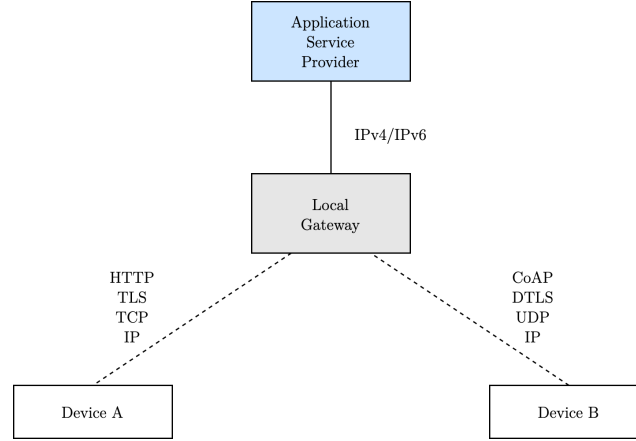 Application
Service
Provider
IPv4/IPv6
Local
Gateway
HTTP
TLS
TCP
IP
CoAP
DTLS
UDP
IP
Device A
Device B